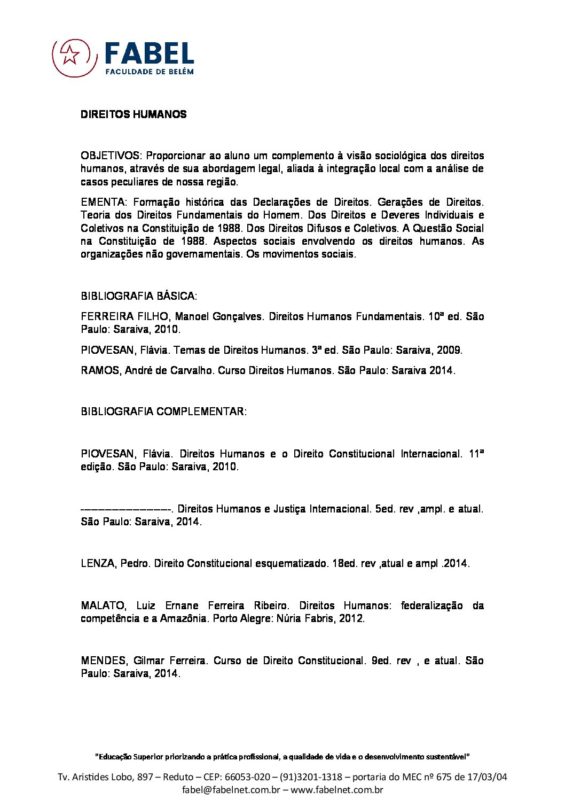 FABEL
FACULDADE DE BELÉM
DIREITOS HUMANOS
OBJETIVOS: Proporcionar ao aluno um complemento à visão sociológica dos direitos
humanos, através de sua abordagem legal, aliada à integração local com a análise de
casos peculiares de nossa região.
EMENTA: Formação histórica das Declarações de Direitos. Gerações de Direitos.
Teoria dos Direitos Fundamentais do Homem. Dos Direitos e Deveres Individuais e
Coletivos na Constituição de 1988. Dos Direitos Difusos e Coletivos. A Questão Social
na Constituição de 1988. Aspectos sociais envolvendo os direitos humanos. As
organizações não governamentais. Os movimentos sociais.
BIBLIOGRAFIA BÁSICA:
FERREIRA FILHO, Manoel Gonçalves. Direitos Humanos Fundamentais. 10ª ed. São
Paulo: Saraiva, 2010.
PIOVESAN, Flávia. Temas de Direitos Humanos. 3ª ed. São Paulo: Saraiva, 2009.
RAMOS, André de Carvalho. Curso Direitos Humanos. São Paulo: Saraiva 2014.
BIBLIOGRAFIA COMPLEMENTAR:
PIOVESAN, Flávia. Direitos Humanos e o Direito Constitucional Internacional. 11ª
edição. São Paulo: Saraiva, 2010.
-----------------------------. Direitos Humanos e Justiça Internacional. 5ed. rev ,ampl. e atual.
São Paulo: Saraiva, 2014.
LENZA, Pedro. Direito Constitucional esquematizado. 18ed. rev ,atual e ampl .2014.
MALATO, Luiz Ernane Ferreira Ribeiro. Direitos Humanos: federalização da
competência e a Amazônia. Porto Alegre: Núria Fabris, 2012.
MENDES, Gilmar Ferreira. Curso de Direito Constitucional. 9ed. rev , e atual. São
Paulo: Saraiva, 2014.
"Educação Superior priorizando a prática profissional, a qualidade de vida e o desenvolvimento sustentável"
Tv. Aristides Lobo, 897 – Reduto – CEP: 66053-020 – (91)3201-1318 – portaria do MEC nº 675 de 17/03/04
fabel@fabelnet.com.br – www.fabelnet.com.br